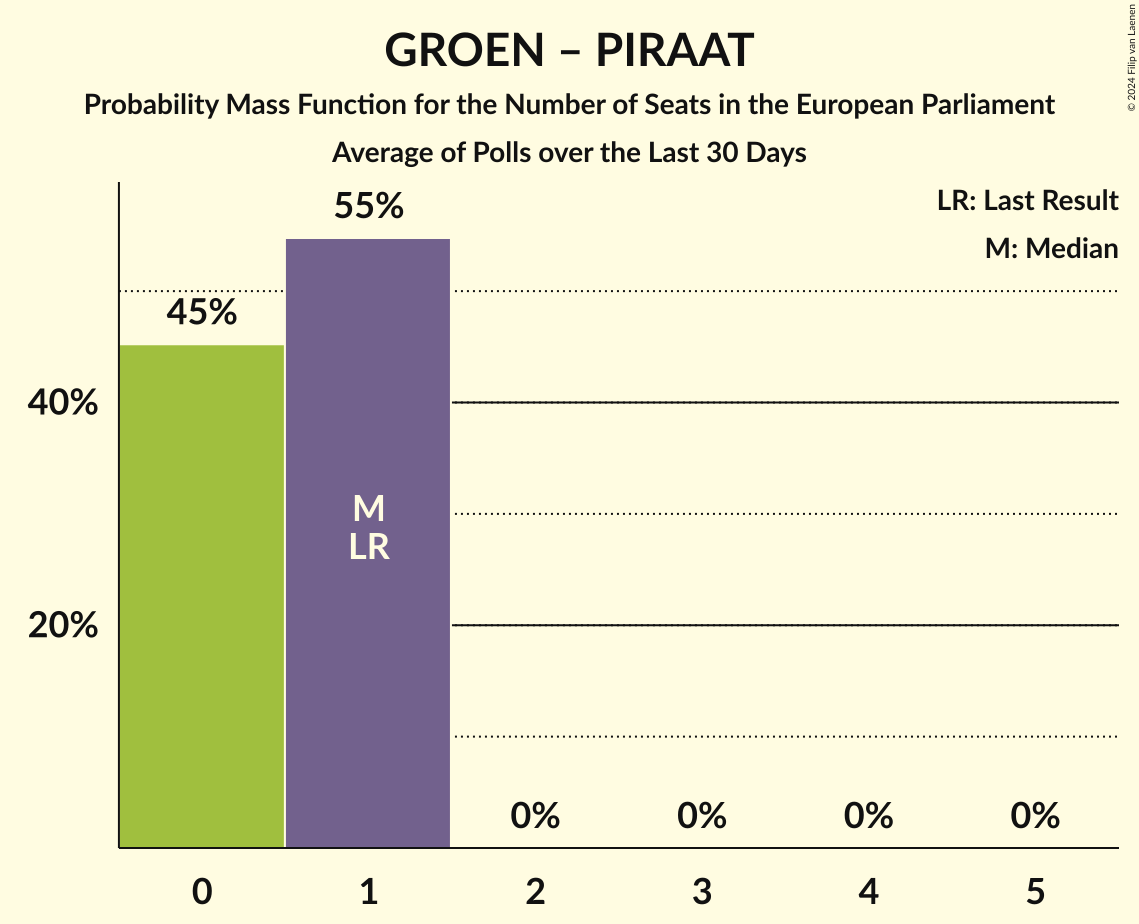 GROEN – PIRAAT
Probability Mass Function for the Number of Seats in the European Parliament
Average of Polls over the Last 30 Days
© 2024 Filip van Laenen
LR: Last Result
M: Median
55%
45%
40%
20%
M
LR
0%
0%
0%
0%
0
1
2
3
4
5